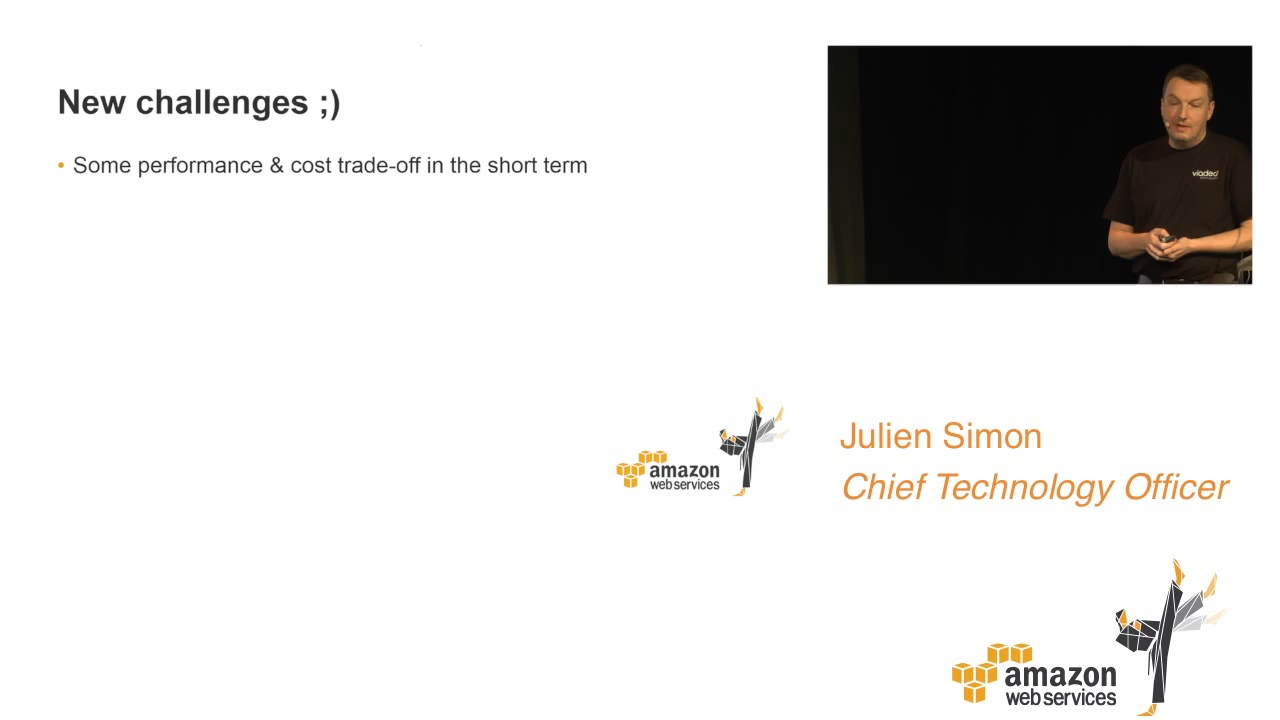 New challenges ;)
• Some performance & cost trade-off in the short term
amazon
web services
viadeo
Julien Simon
Chief Technology Officer
amazon
web services